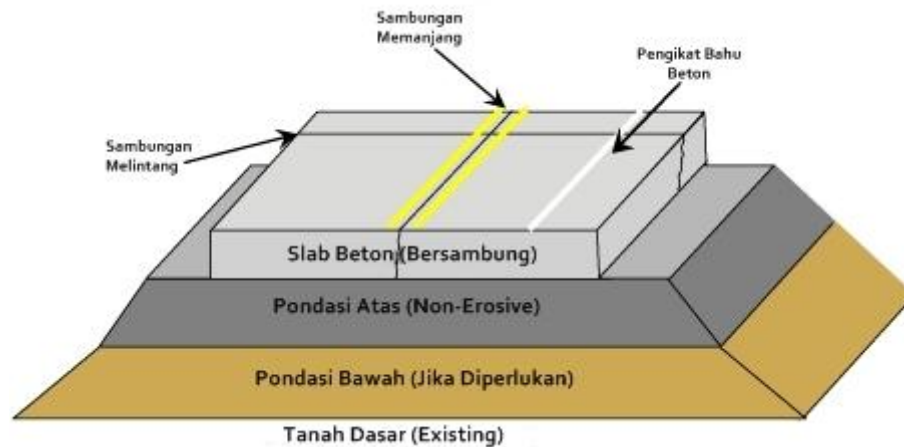 Sambungan
Memanjang
Pengikat Bahu
Beton
Sambungan
Melintang
Slab Beton (Bersambung)
Pondasi Atas (Non-Erosive)
Pondasi Bawah (Jika Diperlukan)
Tanah Dasar (Existing)